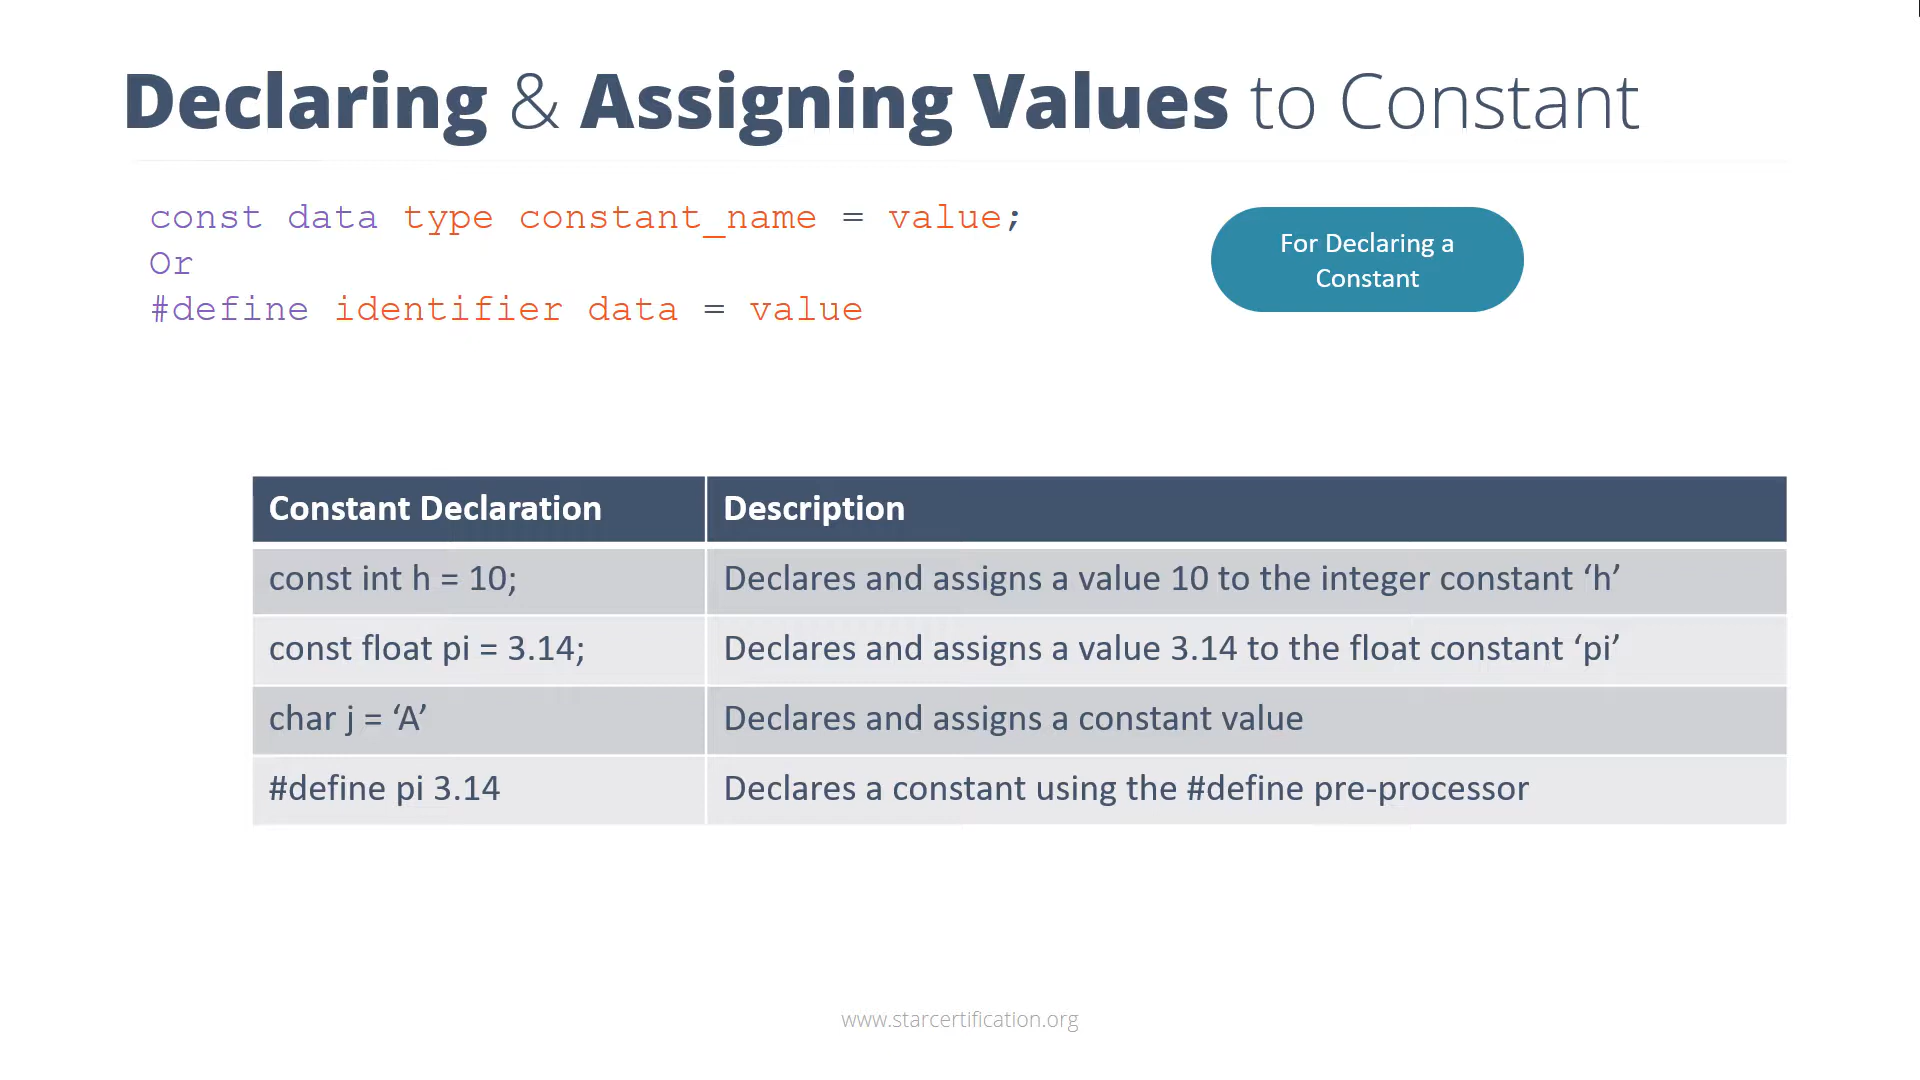 Declaring & Assigning Values to Constant
const data type constant_name = value;
Or
#define identifier data = value
For Declaring a
Constant
Constant Declaration Description
const int h = 10; Declares and assigns a value 10 to the integer constant ‘h’
const float pi = 3.14; Declares and assigns a value 3.14 to the float constant ‘pi’
char j = ‘A’ Declares and assigns a constant value
#define pi 3.14 Declares a constant using the #define pre-processor
www.starcertification.org